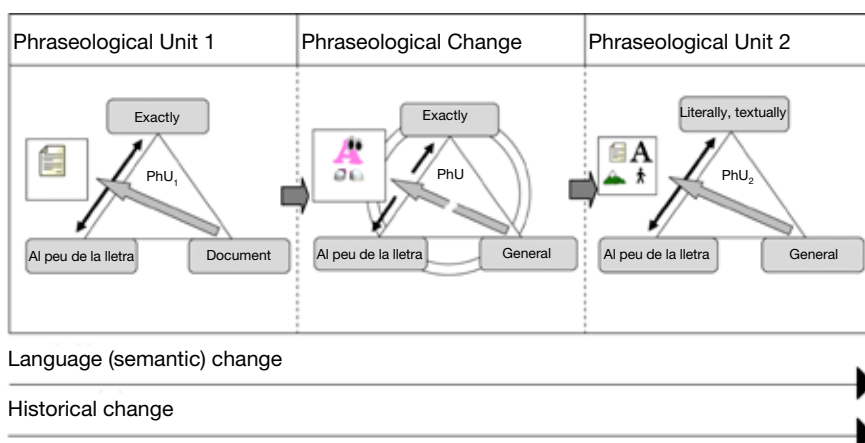 Phraseological Unit 1
Phraseological Change
Phraseological Unit 2
Exactly
PhU1
Al peu de la lletra
Document
Exactly
A
PhU
Al peu de la lletra
General
Literally, textually
A
PhU2
Al peu de la lletra
General
Language (semantic) change
Historical change